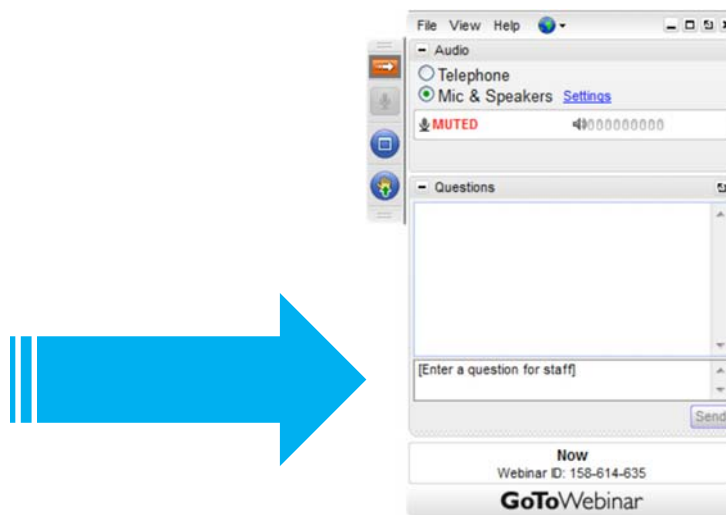 File View Help
- Audio
Telephone
Mic & Speakers Settings
MUTED
- Questions
[Enter a question for staff]
Send
Now
Webinar ID: 158-614-635
GoToWebinar